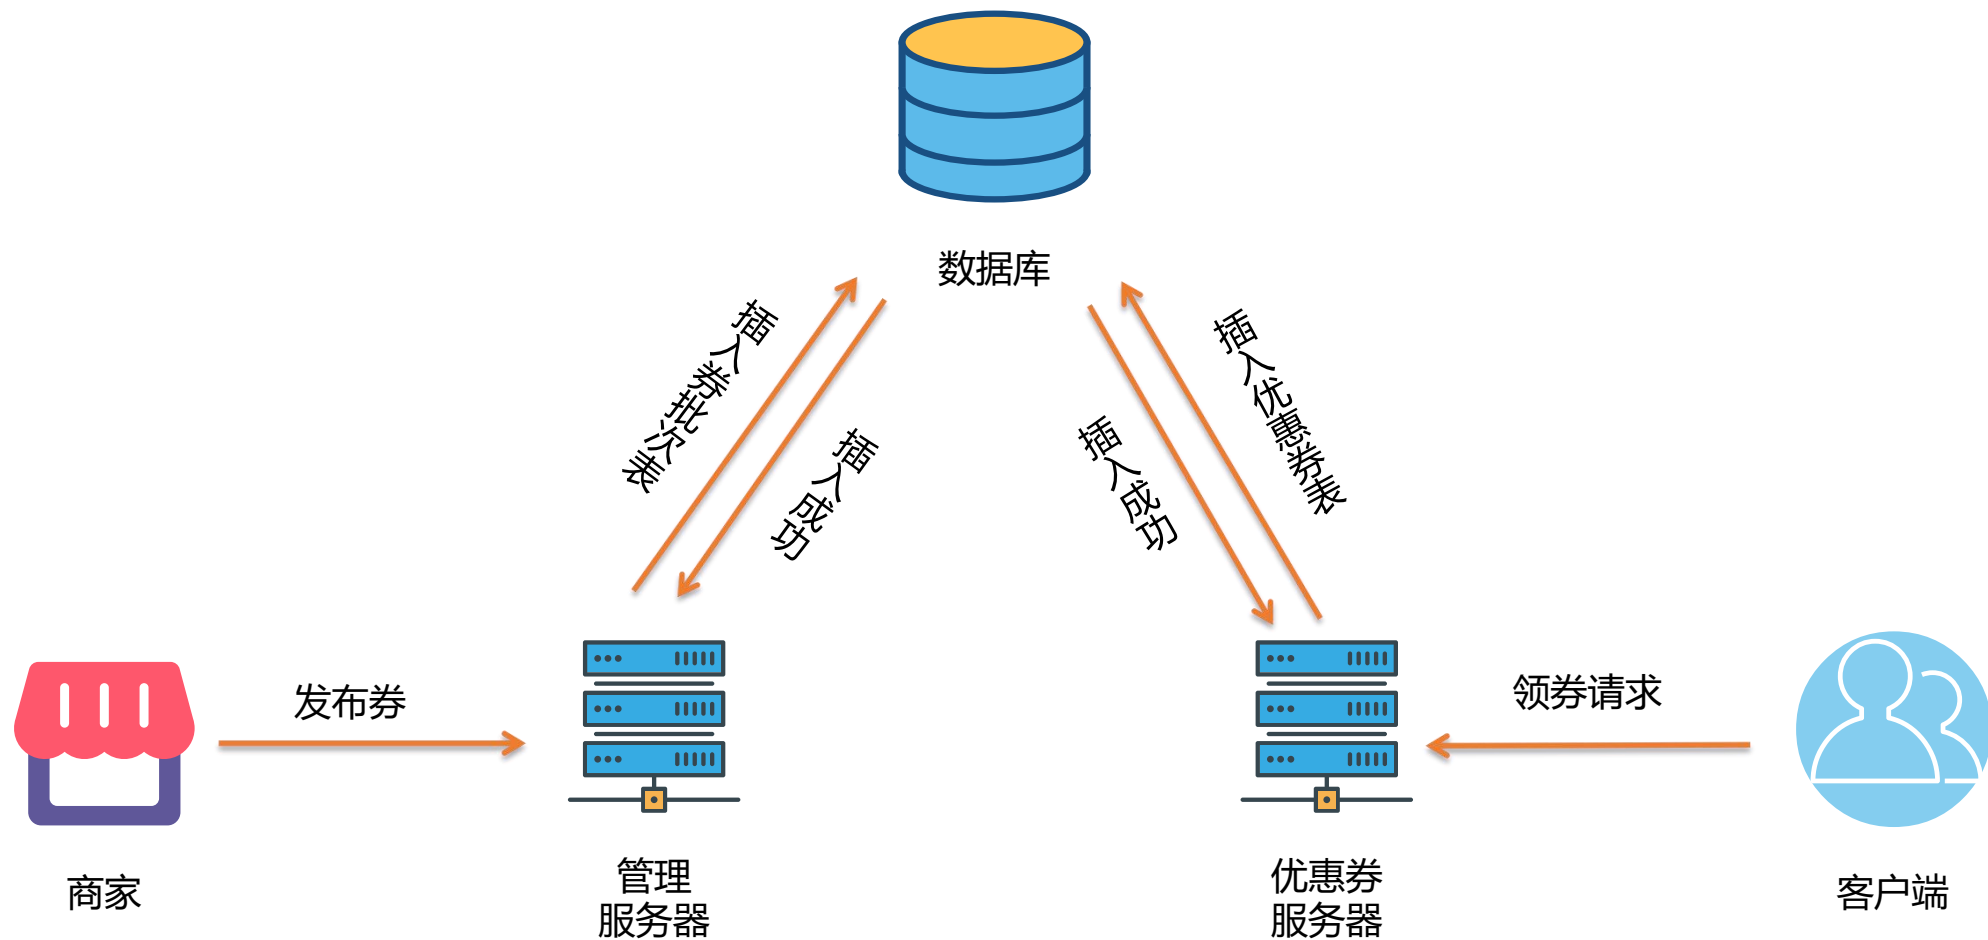 数据库
插入券批次表
插入成功
插入成功
插入优惠券表
发布券
领券请求
商家
管理
服务器
优惠券
服务器
客户端